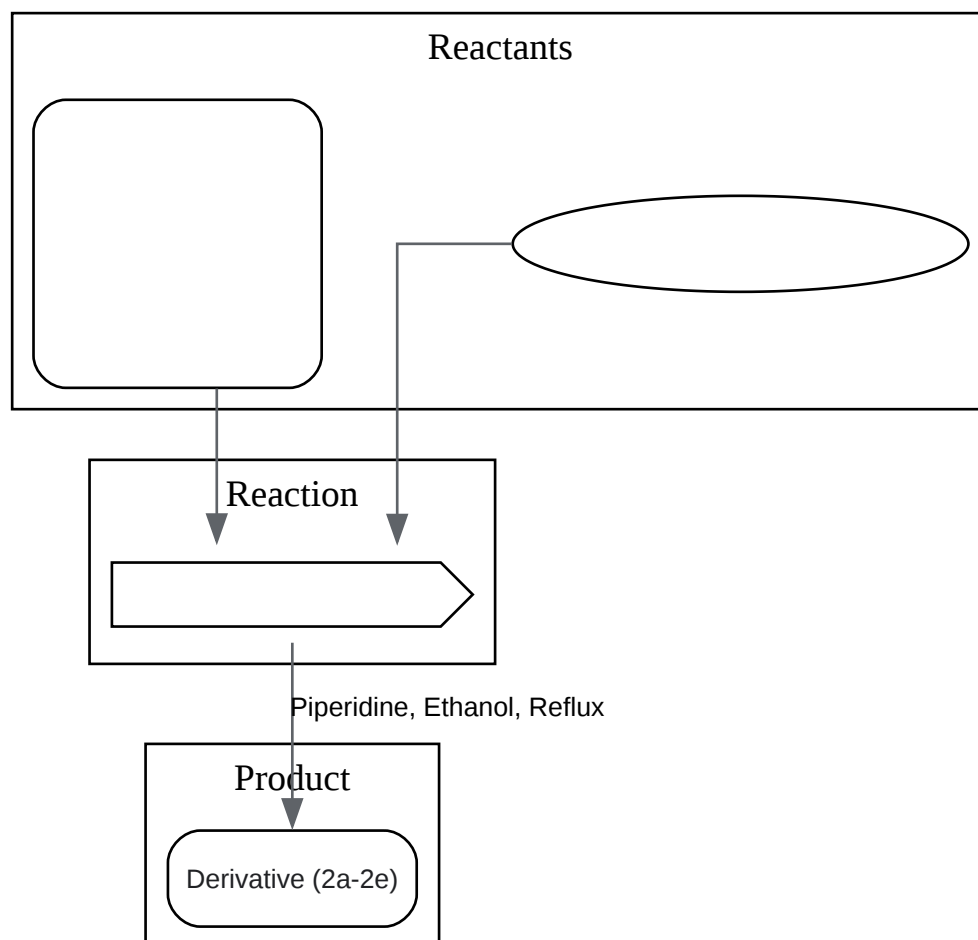 Reactants
Reaction
Piperidine, Ethanol, Reflux
Product
Derivative (2a-2e)